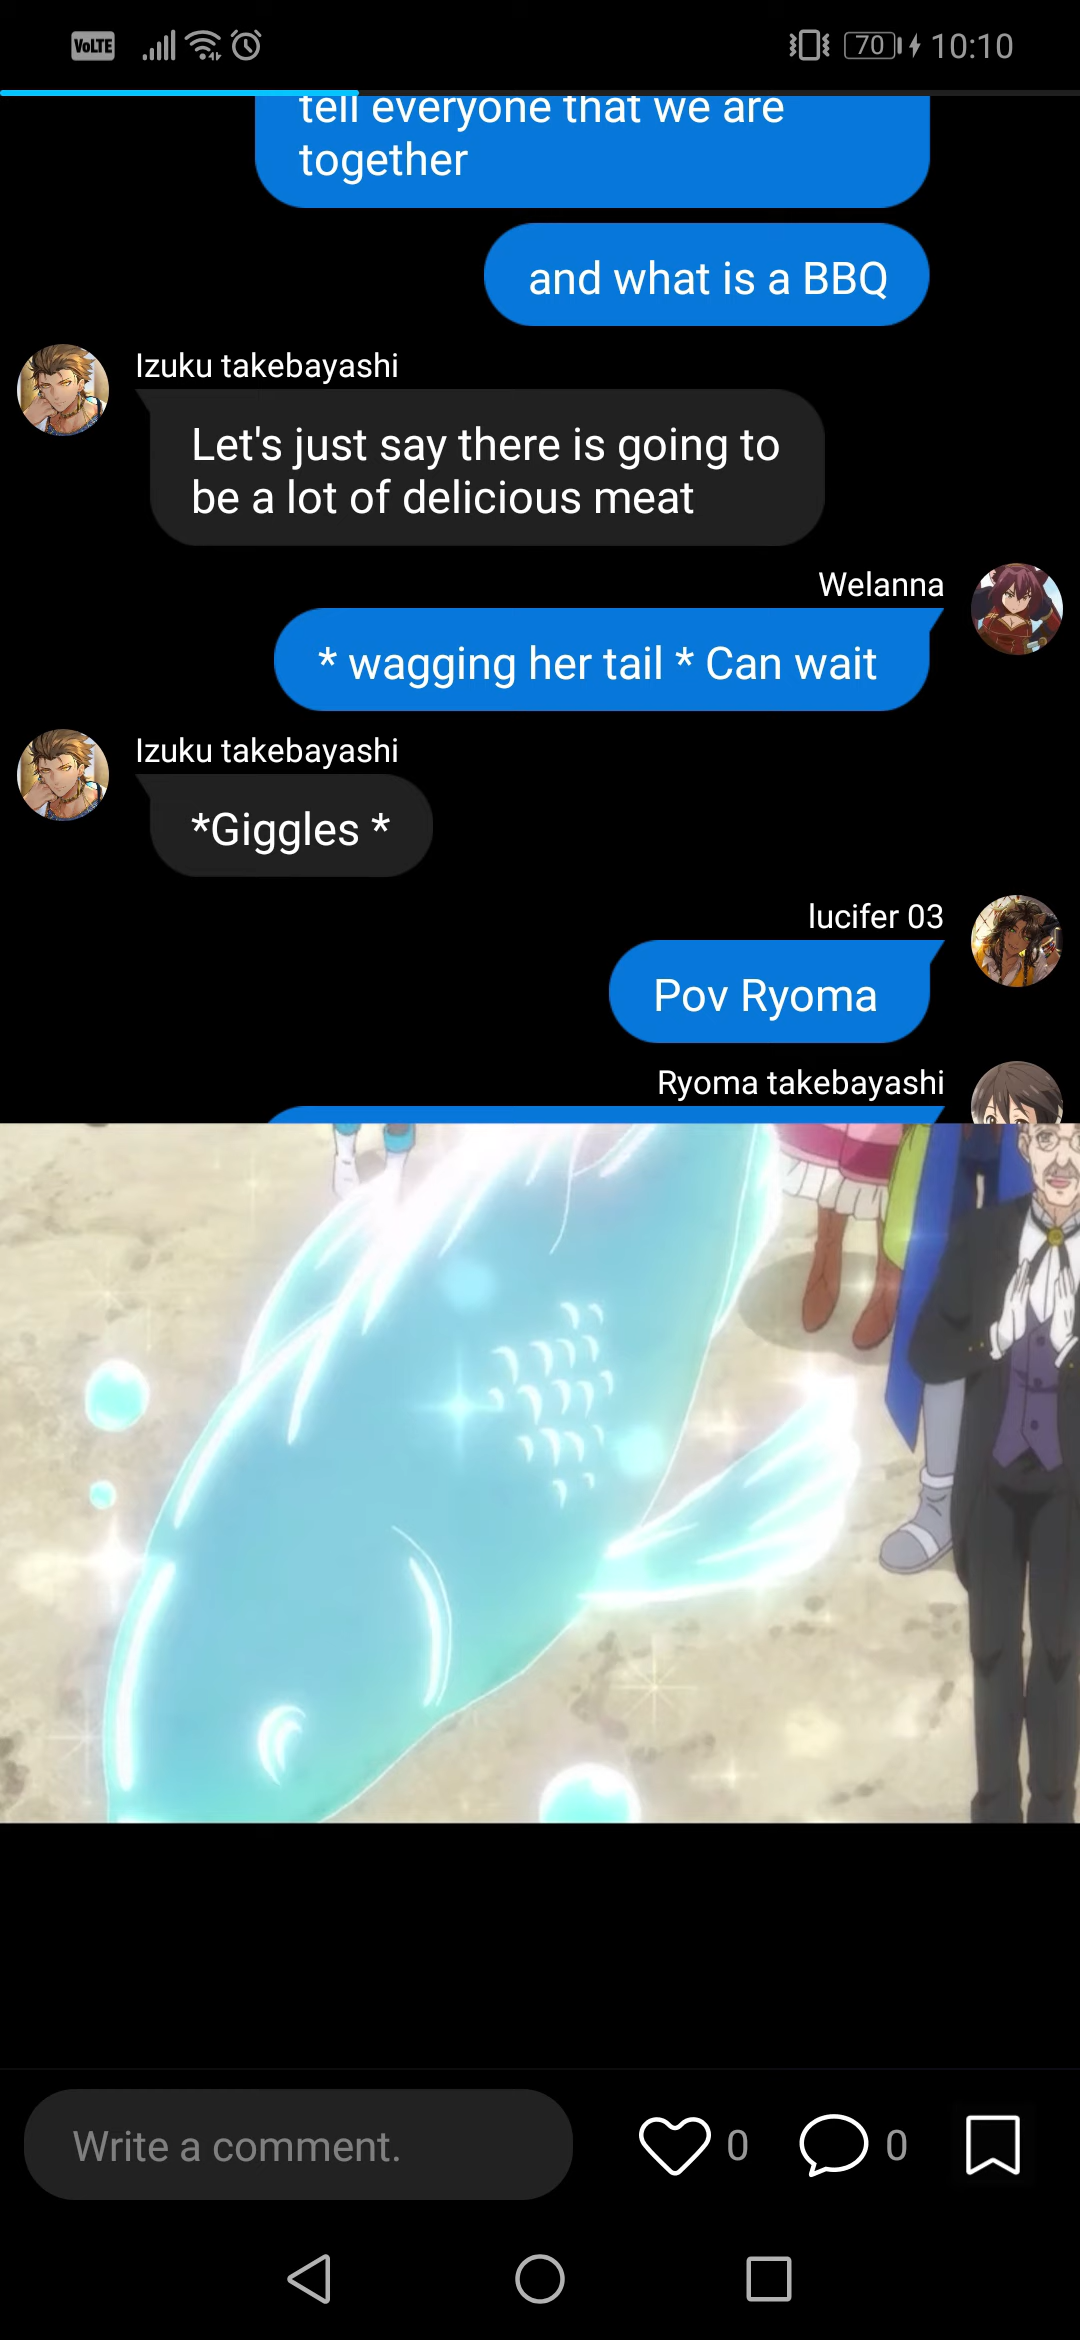 VoLTE 70 10:10
tell everyone that we are
together
and what is a BBQ
Izuku takebayashi
Let's just say there is going to
be a lot of delicious meat
Welanna
* wagging her tail * Can wait
Izuku takebayashi
*Giggles *
lucifer 03
Pov Ryoma
Ryoma takebayashi
Write a comment. 0 0